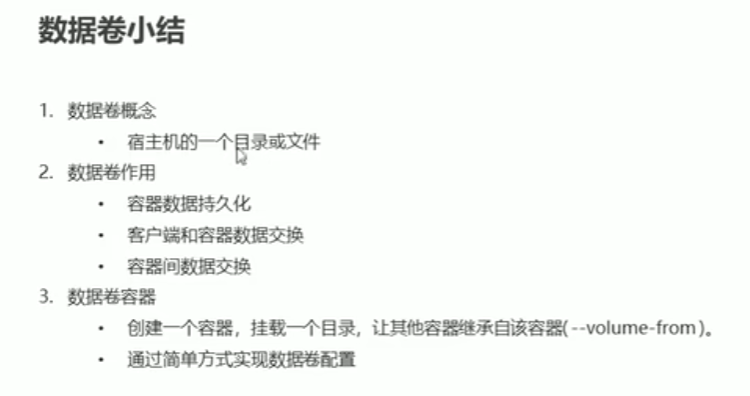 数据卷小结
1. 数据卷概念
• 宿主机的一个目录或文件
2. 数据卷作用
• 容器数据持久化
• 客户端和容器数据交换
• 容器间数据交换
3. 数据卷容器
• 创建一个容器，挂载一个目录，让其他容器继承自该容器( --volume-from )。
• 通过简单方式实现数据卷配置